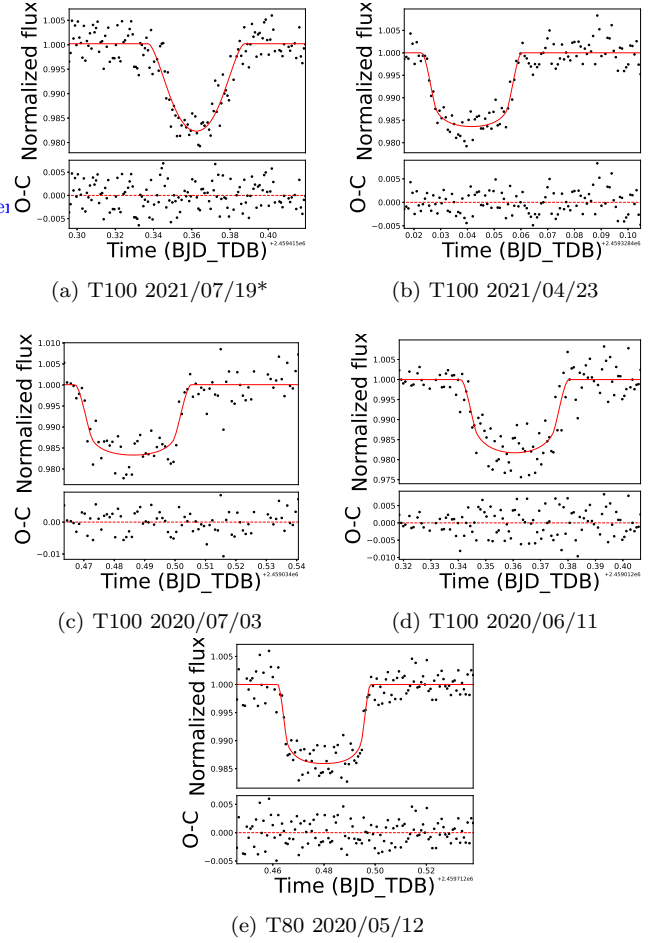 1.005
1.000
0.995
0.990
0.985
0.980
Normalized flux
0.005
0.000
−0.005
O-C
er
0.30 0.32 0.34 0.36 0.38 0.40
+2.459415e6
Time (BJD_TDB)
(a) T100 2021/07/19*
1.005
1.000
0.995
0.990
0.985
0.980
Normalized flux
0.005
0.000
−0.005
O-C
0.02 0.03 0.04 0.05 0.06 0.07 0.08 0.09 0.10
+2.4593284e6
Time (BJD_TDB)
(b) T100 2021/04/23
1.010
1.005
1.000
0.995
0.990
0.985
0.980
Normalized flux
0.00
−0.01
O-C
0.47 0.48 0.49 0.50 0.51 0.52 0.53 0.54
+2.459034e6
Time (BJD_TDB)
(c) T100 2020/07/03
1.005
1.000
0.995
0.990
0.985
0.980
0.975
Normalized flux
0.005
0.000
−0.005
−0.010
O-C
0.32 0.33 0.34 0.35 0.36 0.37 0.38 0.39 0.40
+2.459012e6
Time (BJD_TDB)
(d) T100 2020/06/11
1.005
1.000
0.995
0.990
0.985
Normalized flux
0.005
0.000
−0.005
O-C
0.46 0.48 0.50 0.52
+2.459712e6
Time (BJD_TDB)
(e) T80 2020/05/12